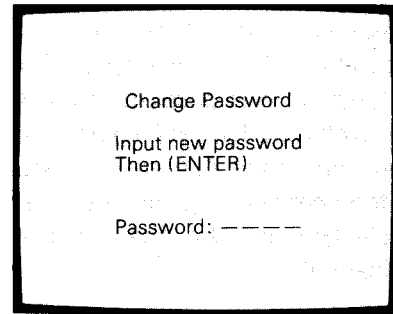 Change Password
Input new password
Then (ENTER)
Password: ————